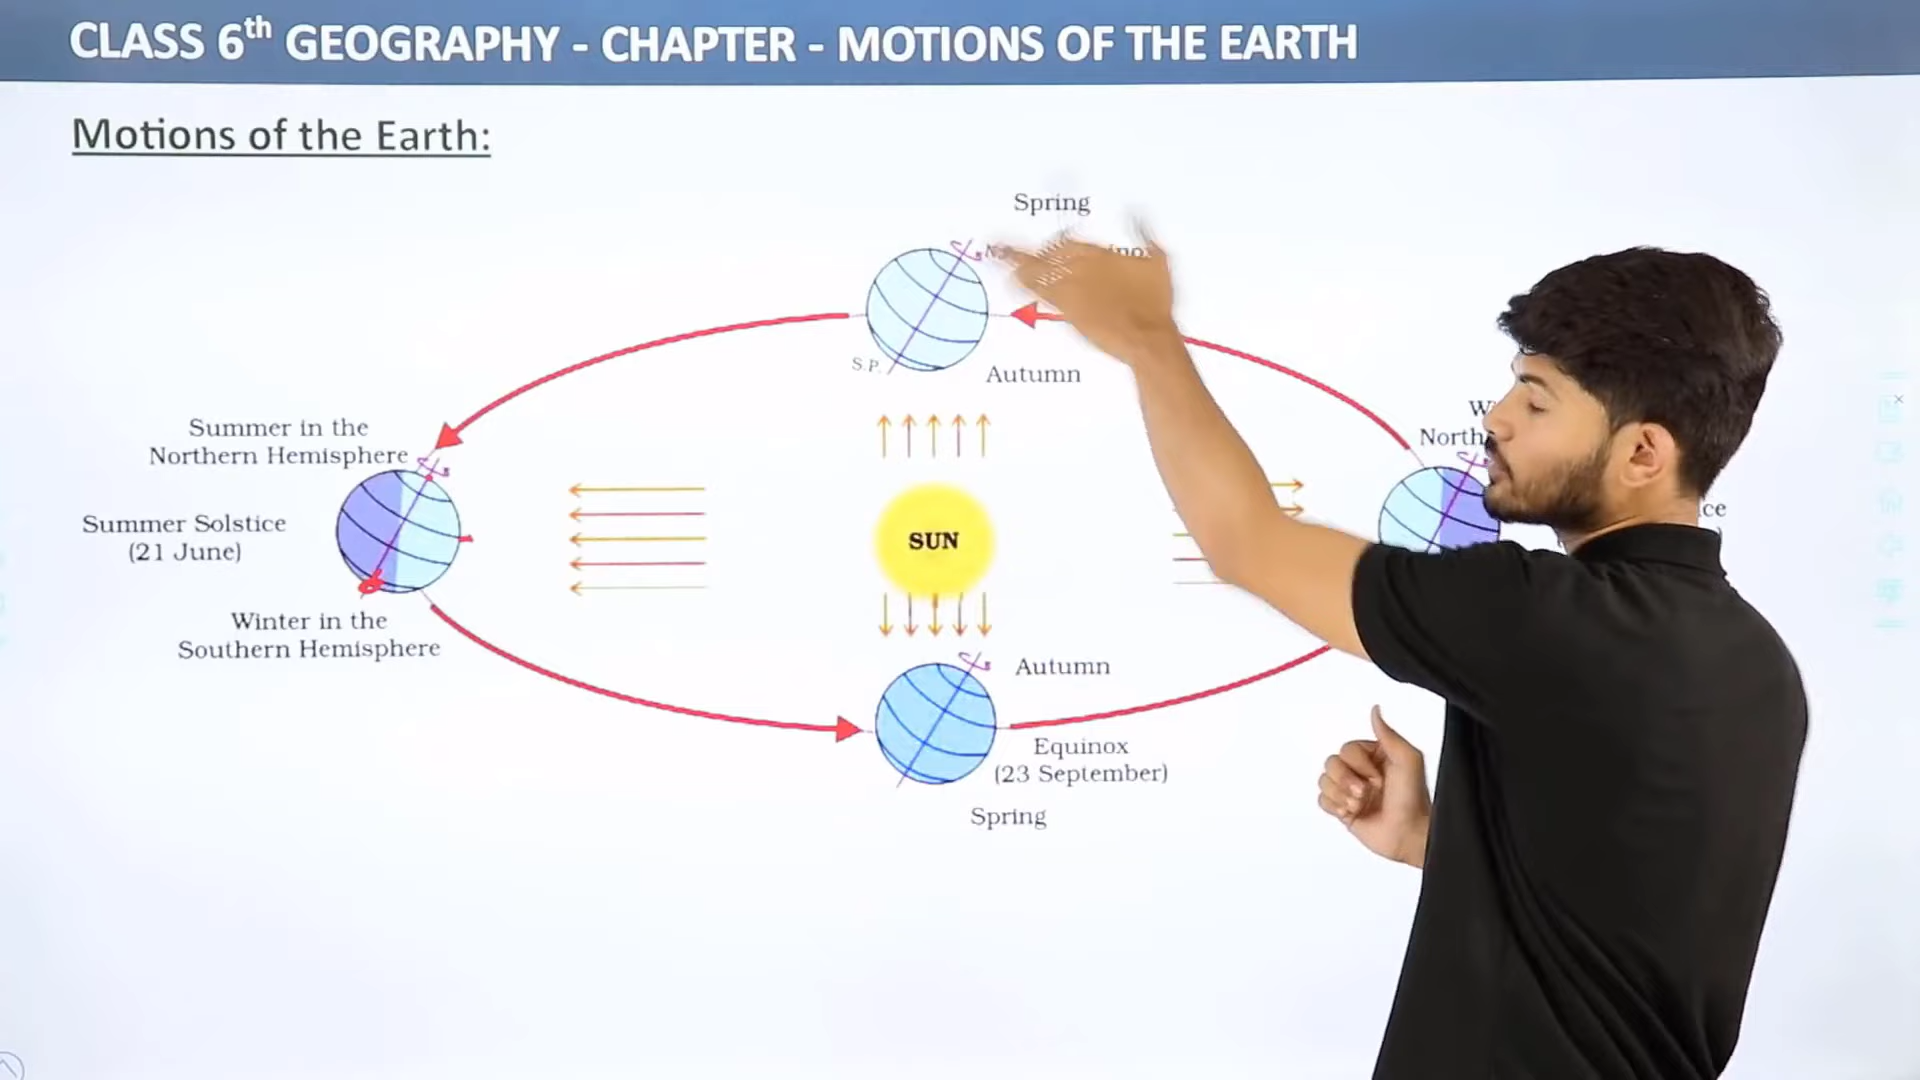 CLASS 6th GEOGRAPHY - CHAPTER - MOTIONS OF THE EARTH
Motions of the Earth:
Spring
S.P.
Autumn
Summer in the
Northern Hemisphere
Summer Solstice
(21 June)
Winter in the
Southern Hemisphere
SUN
Autumn
Equinox
(23 September)
Spring